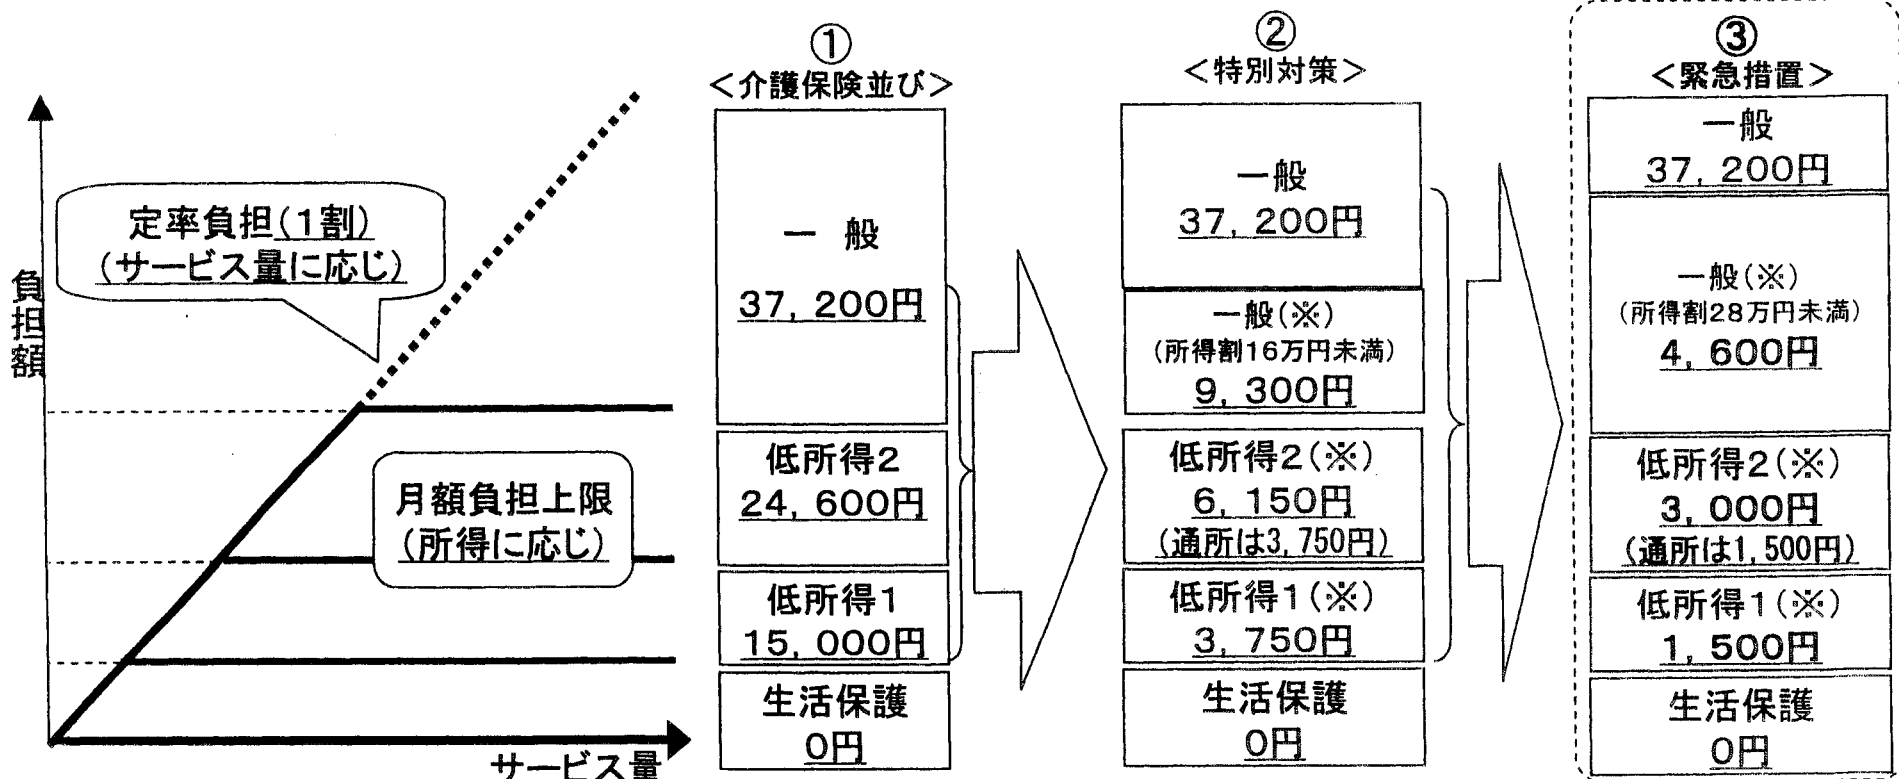 負担額
定率負担(1割)
(サービス量に応じ)
月額負担上限
(所得に応じ)
サービス量
①
＜介護保険並び＞
一 般
37，200円
低所得2
24，600円
低所得1
15，000円
生活保護
0円
②
＜特別対策＞
一般
37，200円
一般(※)
(所得割16万円未満)
9，300円
低所得2(※)
6，150円
(通所は3，750円)
低所得1(※)
3，750円
生活保護
0円
③
＜緊急措置＞
一般
37，200円
一般(※)
(所得割28万円未満)
4，600円
低所得2(※)
3，000円
(通所は1，500円)
低所得1(※)
1，500円
生活保護
0円